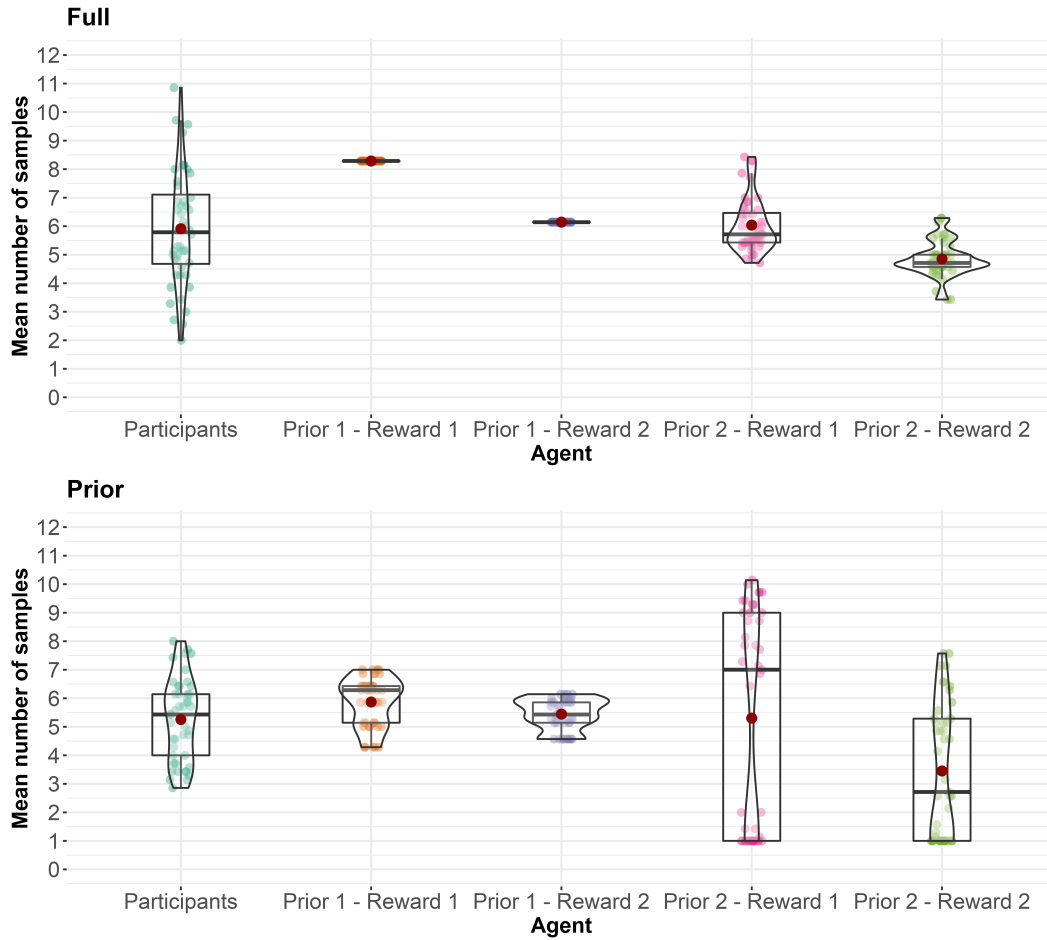 Full
Mean number of samples
12
11
10
9
8
7
6
5
4
3
2
1
0
Participants
Prior 1 - Reward 1
Prior 1 - Reward 2
Prior 2 - Reward 1
Prior 2 - Reward 2
Agent
Prior
Mean number of samples
12
11
10
9
8
7
6
5
4
3
2
1
0
Participants
Prior 1 - Reward 1
Prior 1 - Reward 2
Prior 2 - Reward 1
Prior 2 - Reward 2
Agent